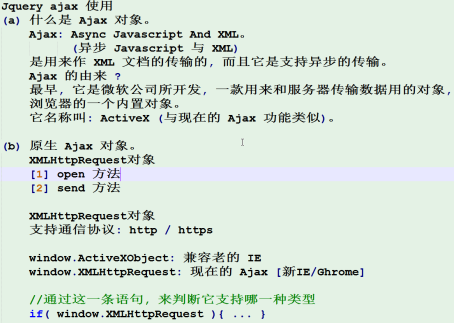 Jquery ajax 使用
(a) 什么是 Ajax 对象。
Ajax: Async Javascript And XML。
(异步 Javascript 与 XML)
是用来作 XML 文档的传输的, 而且它是支持异步的传输。
Ajax 的由来 ?
最早, 它是微软公司所开发, 一款用来和服务器传输数据用的对象,
浏览器的一个内置对象。
它名称叫: ActiveX (与现在的 Ajax 功能类似)。
(b) 原生 Ajax 对象。
XMLHttpRequest对象
[1] open 方法
[2] send 方法
XMLHttpRequest对象
支持通信协议: http / https
window.ActiveXObject: 兼容老的 IE
window.XMLHttpRequest: 现在的 Ajax [新IE/Ghrome]
//通过这一条语句, 来判断它支持哪一种类型
if( window.XMLHttpRequest ){ ... }